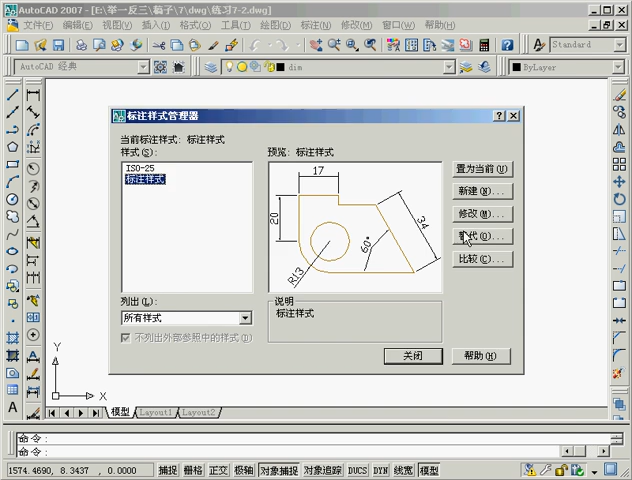 AutoCAD 2007 - [E:\举一反三\稿子\7\dwg\练习7-2.dwg]
文件(F) 编辑(E) 视图(V) 插入(I) 格式(O) 工具(T) 绘图(D) 标注(N) 修改(M) 窗口(W) 帮助(H)
Standard
AutoCAD 经典 dim ByLayer
标注样式管理器
当前标注样式: 标注样式
样式(S):
预览: 标注样式
ISO-25
标注样式
17
20
34
60°
R13
置为当前(U)
新建(N)...
修改(M)...
替代(O)...
比较(C)...
列出(L):
所有样式
不列出外部参照中的样式(D)
说明
标注样式
关闭 帮助(H)
Y
X
模型 Layout1 Layout2
命令:
命令:
1574.4690, 8.3437 , 0.0000 捕捉 栅格 正交 极轴 对象捕捉 对象追踪 DUCS DYN 线宽 模型